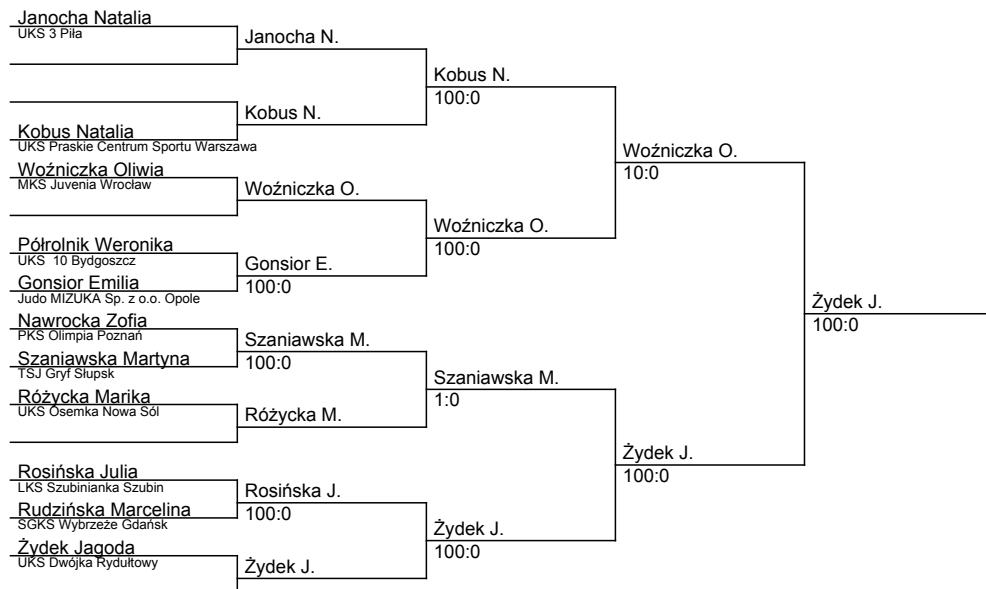 Janocha Natalia
UKS 3 Piła
Kobus Natalia
UKS Praskie Centrum Sportu Warszawa
Woźniczka Oliwia
MKS Juvenia Wrocław
Półrolnik Weronika
UKS 10 Bydgoszcz
Gonsior Emilia
Judo MIZUKA Sp. z o.o. Opole
Nawrocka Zofia
PKS Olimpia Poznań
Szaniawska Martyna
TSJ Gryf Słupsk
Różycka Marika
UKS Ósemka Nowa Sól
Rosińska Julia
LKS Szubinianka Szubin
Rudzińska Marcelina
SGKS Wybrzeże Gdańsk
Żydek Jagoda
UKS Dwójka Rydułtowy
Janocha N.
Kobus N.
Woźniczka O.
Gonsior E.
100:0
Szaniawska M.
100:0
Różycka M.
Rosińska J.
100:0
Żydek J.
Kobus N.
100:0
Woźniczka O.
100:0
Szaniawska M.
1:0
Żydek J.
100:0
Woźniczka O.
10:0
Żydek J.
100:0
Żydek J.
100:0